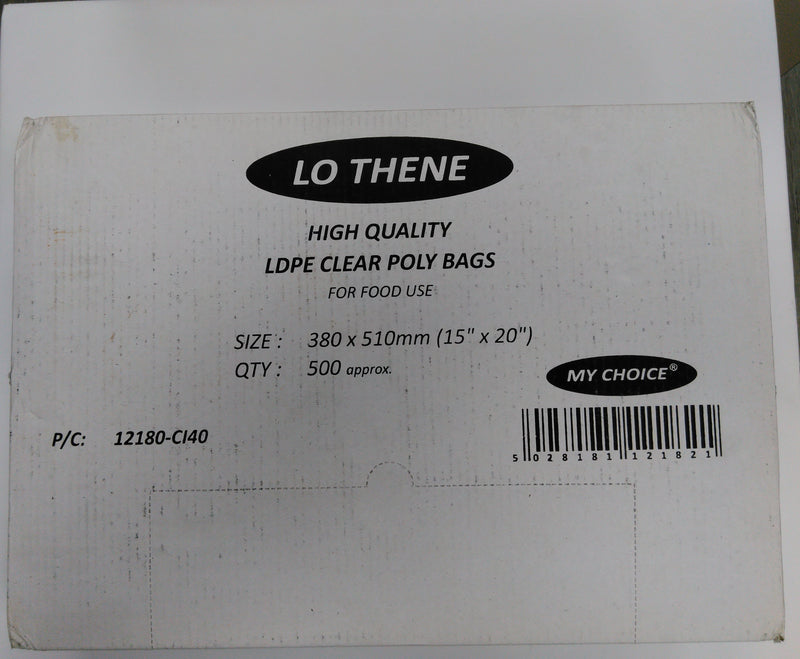 LO THENE
HIGH QUALITY
LDPE CLEAR POLY BAGS
FOR FOOD USE
SIZE : 380 x 510mm (15" x 20")
QTY : 500 approx.
MY CHOICE®
P/C: 12180-CI40
5 028181 121821